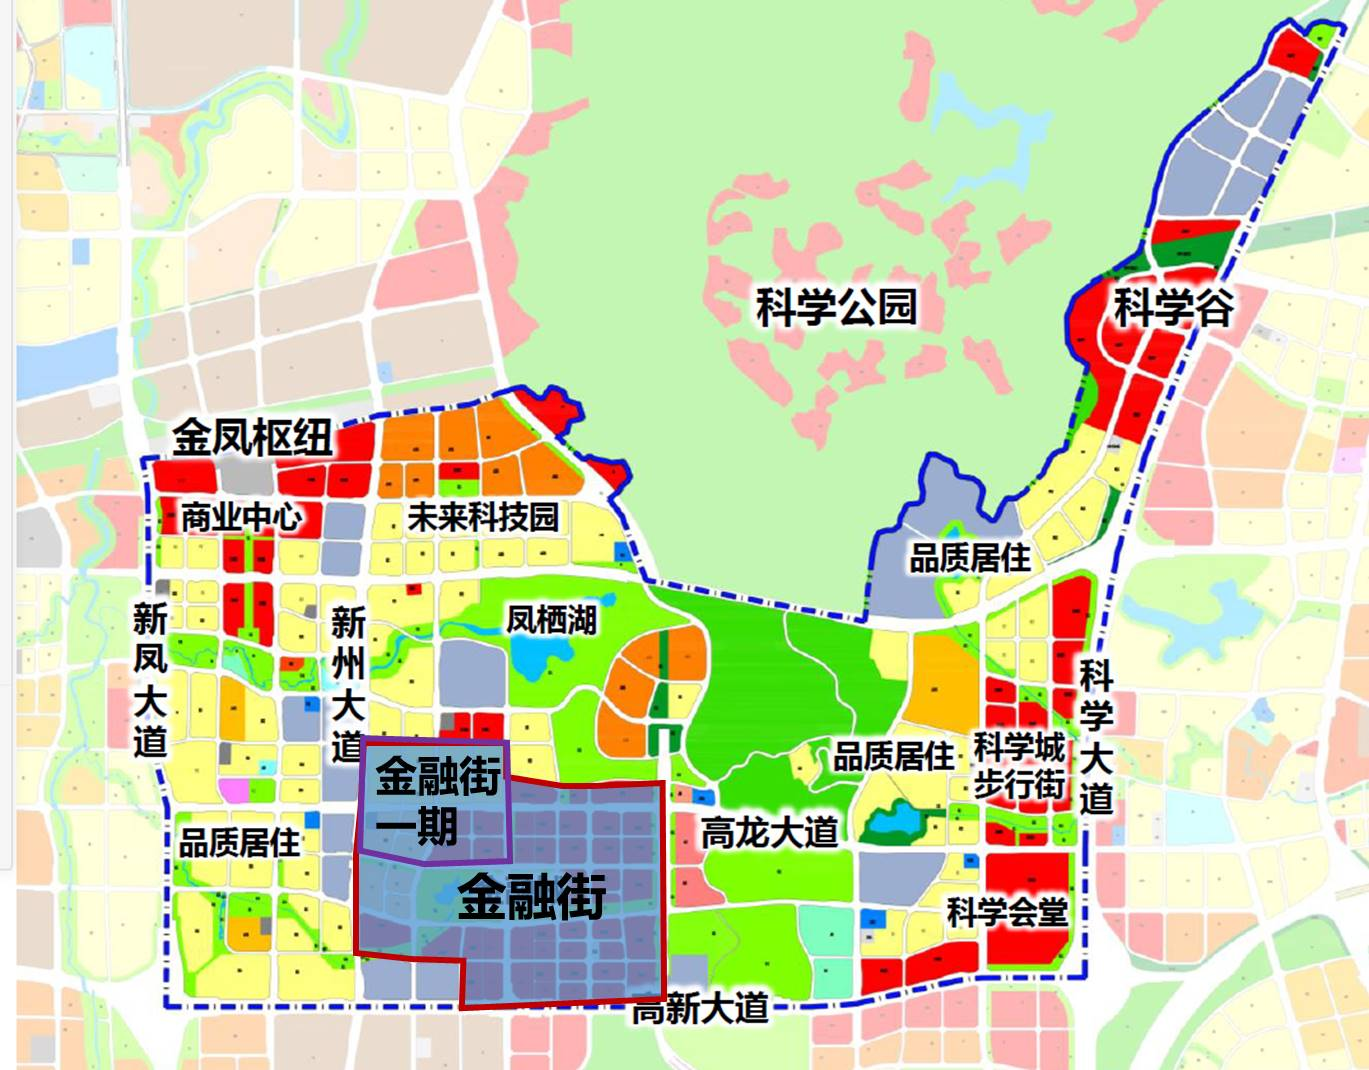 科学公园
科学谷
金凤枢纽
商业中心
未来科技园
品质居住
新凤大道
新州大道
凤栖湖
科学大道
品质居住
科学城
步行街
金融街
一期
高龙大道
品质居住
金融街
科学会堂
高新大道